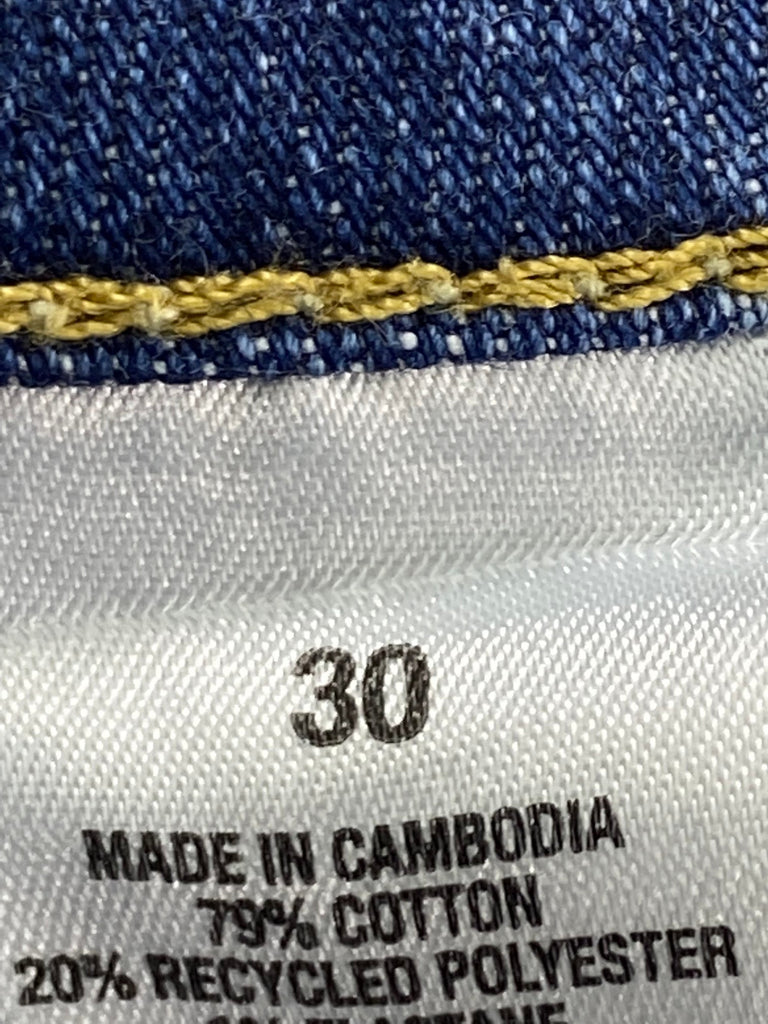 30
MADE IN CAMBODIA
79% COTTON
20% RECYCLED POLYESTER